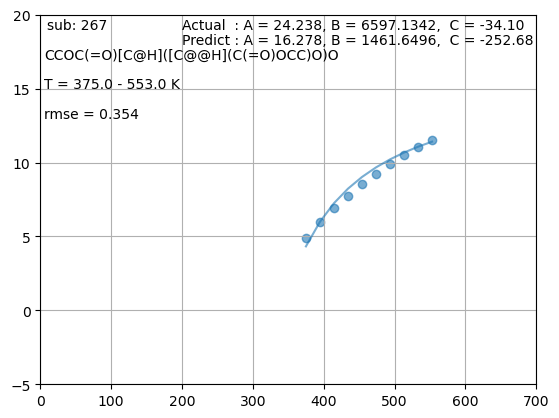 sub: 267
Actual  : A = 24.238, B = 6597.1342,  C = -34.10
Predict : A = 16.278, B = 1461.6496,  C = -252.68
CCOC(=O)[C@H]([C@@H](C(=O)OCC)O)O
T = 375.0 - 553.0 K
rmse = 0.354
20
15
10
5
0
−5
0 100 200 300 400 500 600 700